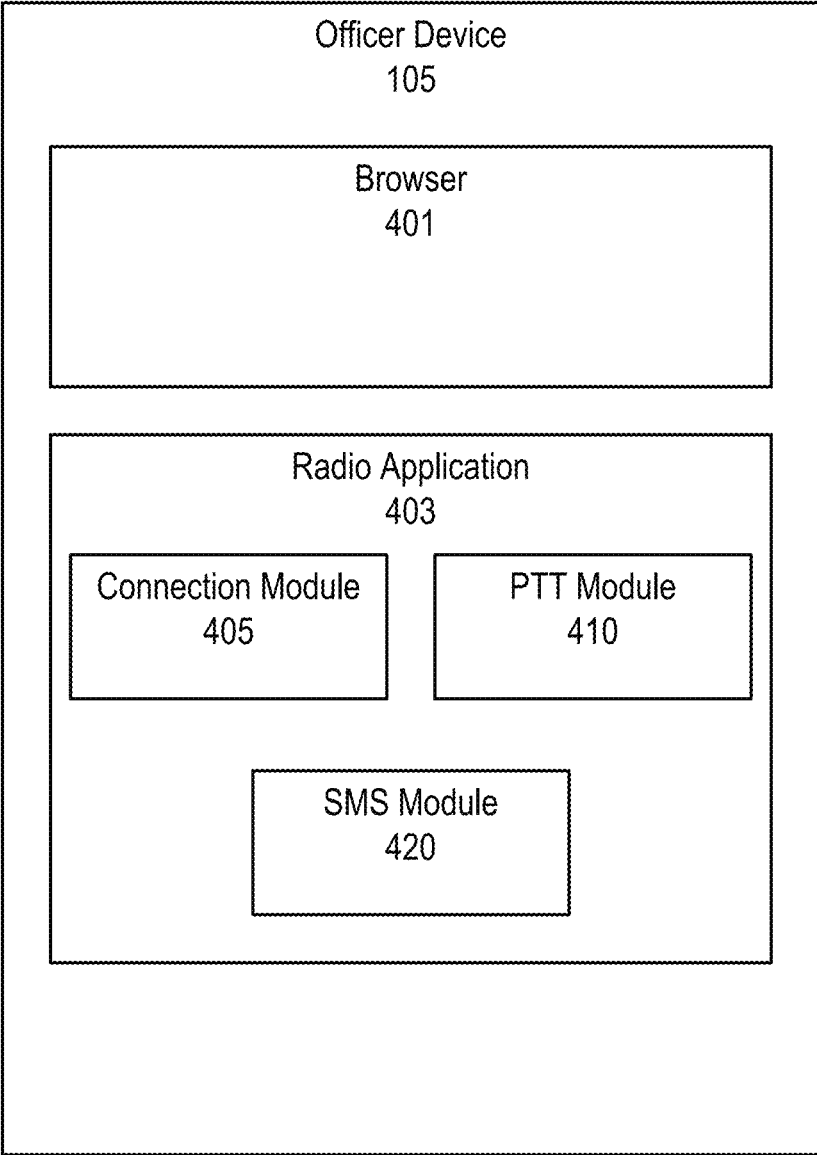 Officer Device
105
Browser
401
Radio Application
403
Connection Module
405
PTT Module
410
SMS Module
420